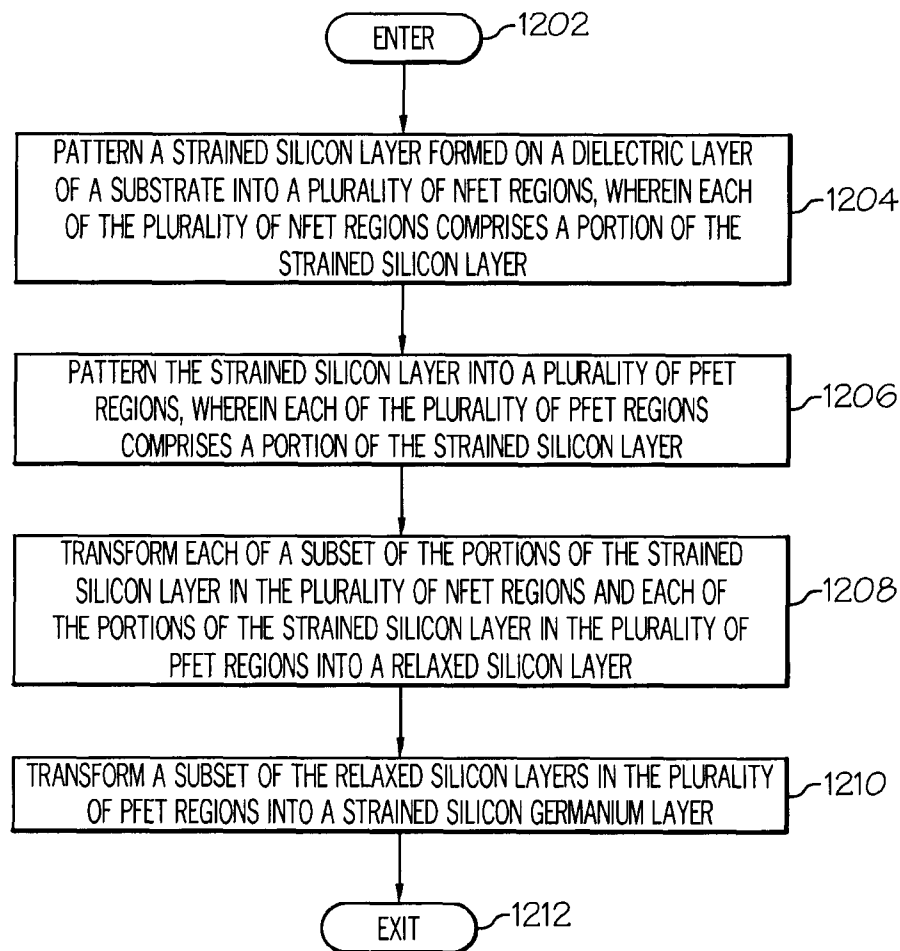 ENTER
1202
PATTERN A STRAINED SILICON LAYER FORMED ON A DIELECTRIC LAYER
OF A SUBSTRATE INTO A PLURALITY OF NFET REGIONS, WHEREIN EACH
OF THE PLURALITY OF NFET REGIONS COMPRISES A PORTION OF THE
STRAINED SILICON LAYER
1204
PATTERN THE STRAINED SILICON LAYER INTO A PLURALITY OF PFET
REGIONS, WHEREIN EACH OF THE PLURALITY OF PFET REGIONS
COMPRISES A PORTION OF THE STRAINED SILICON LAYER
1206
TRANSFORM EACH OF A SUBSET OF THE PORTIONS OF THE STRAINED
SILICON LAYER IN THE PLURALITY OF NFET REGIONS AND EACH OF
THE PORTIONS OF THE STRAINED SILICON LAYER IN THE PLURALITY OF
PFET REGIONS INTO A RELAXED SILICON LAYER
1208
TRANSFORM A SUBSET OF THE RELAXED SILICON LAYERS IN THE PLURALITY
OF PFET REGIONS INTO A STRAINED SILICON GERMANIUM LAYER
1210
EXIT
1212